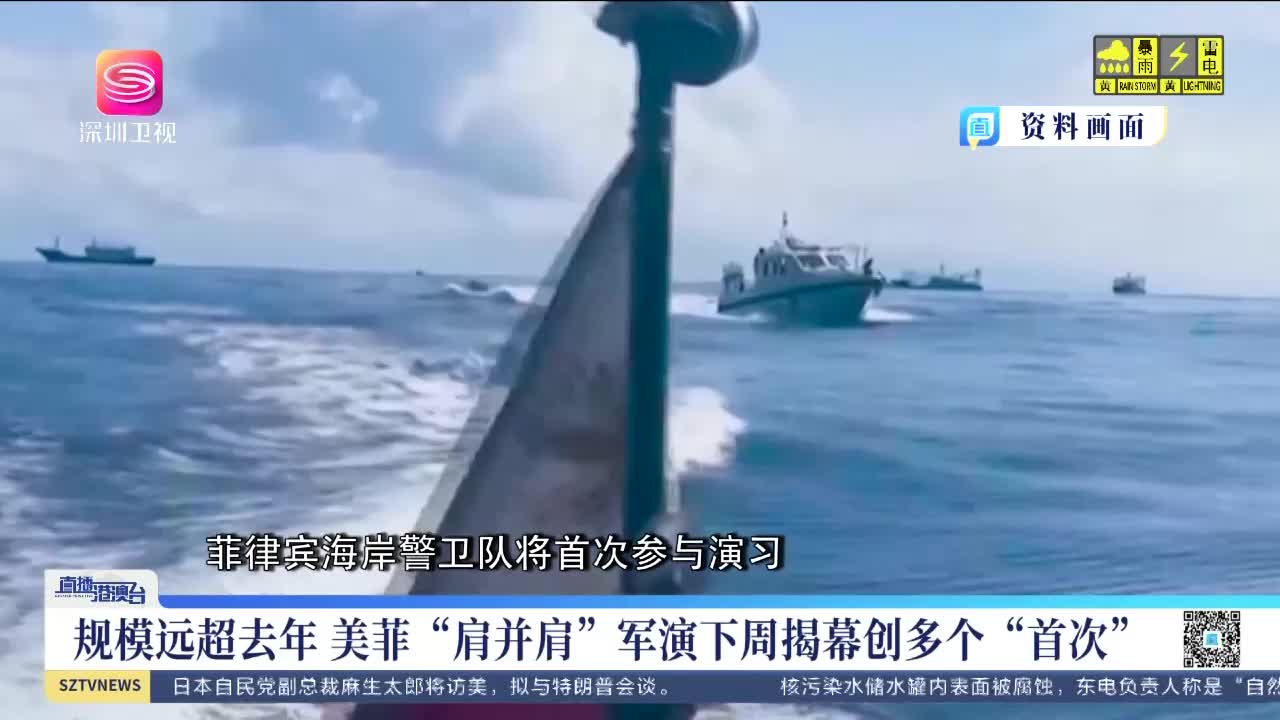 深圳卫视
暴雨
黄
RAIN STORM
雷电
黄
LIGHTNING
直
资料画面
菲律宾海岸警卫队将首次参与演习
直播港澳台
规模远超去年 美菲“肩并肩”军演下周揭幕创多个“首次”
SZTVNEWS
日本自民党副总裁麻生太郎将访美，拟与特朗普会谈。
核污染水储水罐内表面被腐蚀，东电负责人称是“自然